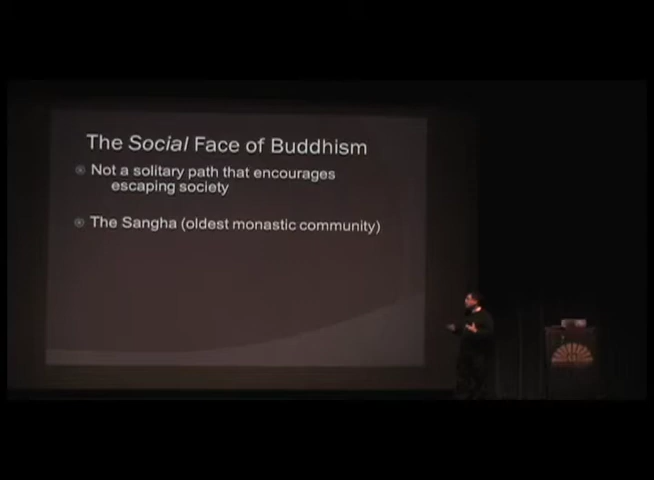 The Social Face of Buddhism
Not a solitary path that encourages
escaping society
The Sangha (oldest monastic community)